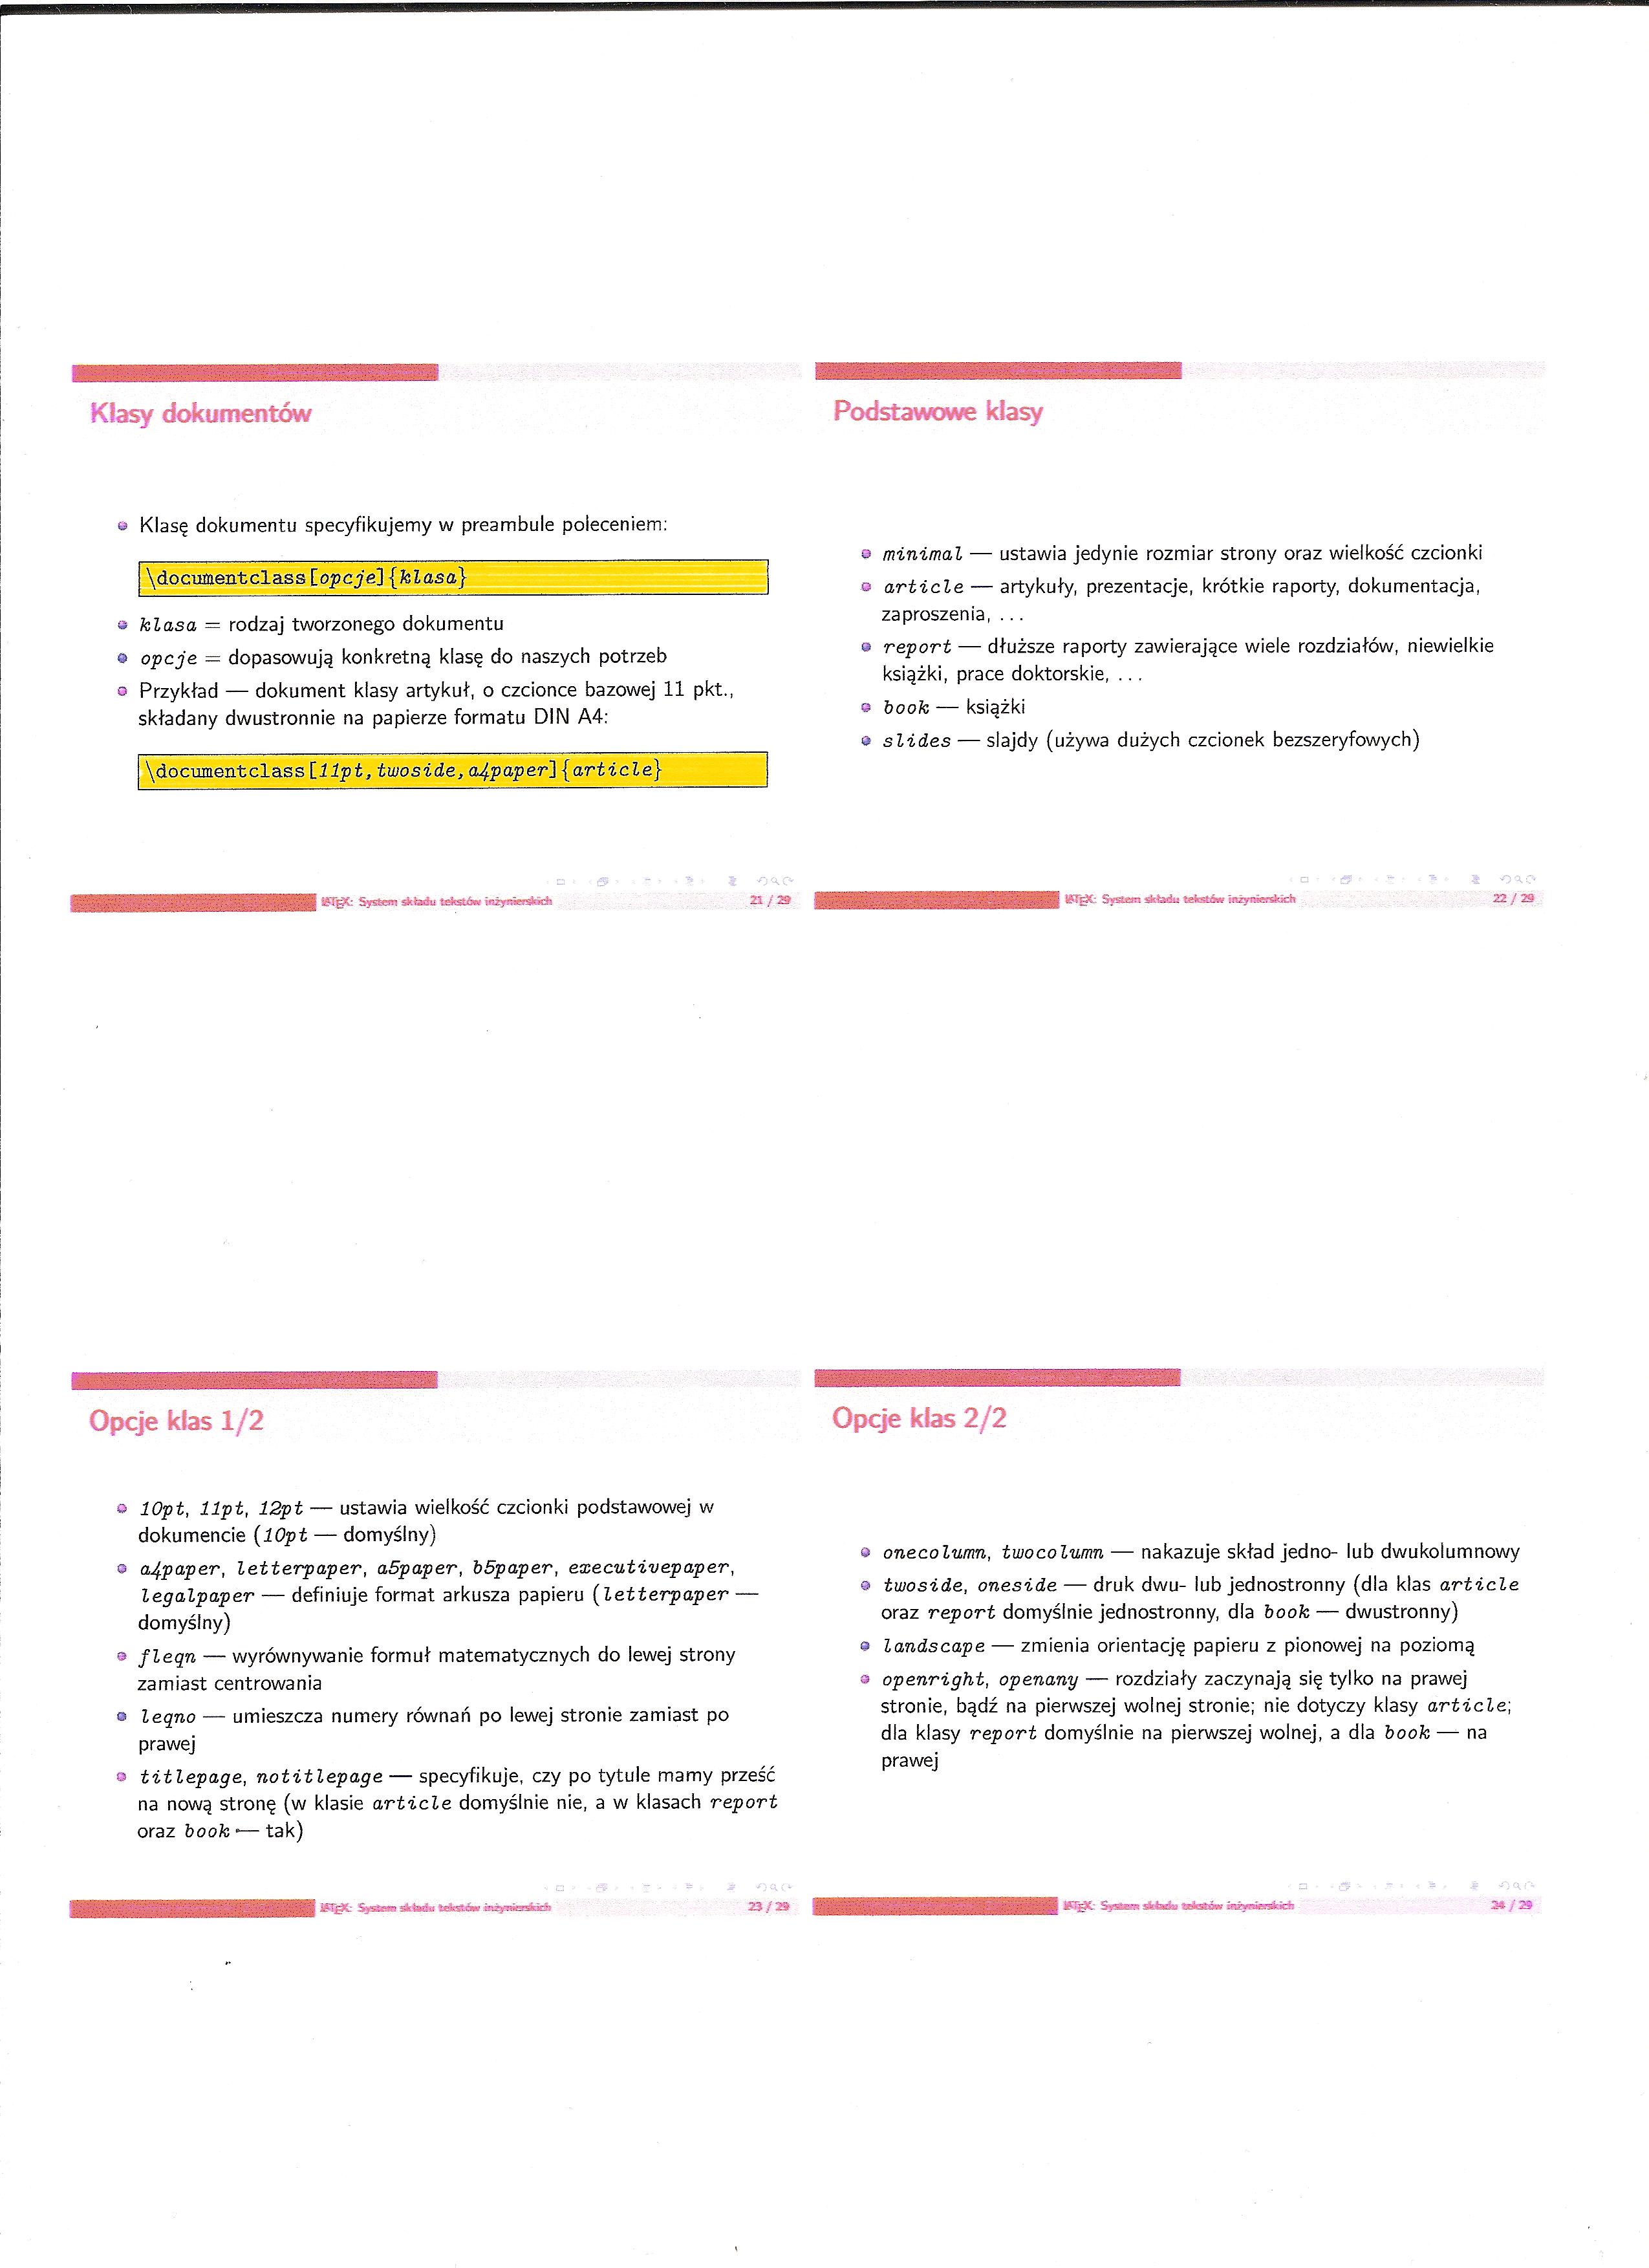 Klasy dokumentów
Klasę dokumentu specyfikujemy w preambule poleceniem:
\documentclass[opcje]{klasa}
klasa = rodzaj tworzonego dokumentu
opcje = dopasowują konkretną klasę do naszych potrzeb
Przykład — dokument klasy artykuł, o czcionce bazowej 11 pkt.,
składany dwustronnie na papierze formatu DIN A4:
\documentclass[11pt,twoside,a4paper]{article}
LATEX: System składu tekstów inżynierskich
21 / 29
Podstawowe klasy
minimal — ustawia jedynie rozmiar strony oraz wielkość czcionki
article — artykuły, prezentacje, krótkie raporty, dokumentacja,
zaproszenia, ...
report — dłuższe raporty zawierające wiele rozdziałów, niewielkie
książki, prace doktorskie, ...
book — książki
slides — slajdy (używa dużych czcionek bezszeryfowych)
LATEX: System składu tekstów inżynierskich
22 / 29
Opcje klas 1/2
10pt, 11pt, 12pt — ustawia wielkość czcionki podstawowej w
dokumencie (10pt — domyślny)
a4paper, letterpaper, a5paper, b5paper, executivepaper,
legalpaper — definiuje format arkusza papieru (letterpaper —
domyślny)
fleqn — wyrównywanie formuł matematycznych do lewej strony
zamiast centrowania
leqno — umieszcza numery równań po lewej stronie zamiast po
prawej
titlepage, notitlepage — specyfikuje, czy po tytule mamy prześć
na nową stronę (w klasie article domyślnie nie, a w klasach report
oraz book — tak)
LATEX: System składu tekstów inżynierskich
23 / 29
Opcje klas 2/2
onecolumn, twocolumn — nakazuje skład jedno- lub dwukolumnowy
twoside, oneside — druk dwu- lub jednostronny (dla klas article
oraz report domyślnie jednostronny, dla book — dwustronny)
landscape — zmienia orientację papieru z pionowej na poziomą
openright, openany — rozdziały zaczynają się tylko na prawej
stronie, bądź na pierwszej wolnej stronie; nie dotyczy klasy article;
dla klasy report domyślnie na pierwszej wolnej, a dla book — na
prawej
LATEX: System składu tekstów inżynierskich
24 / 29